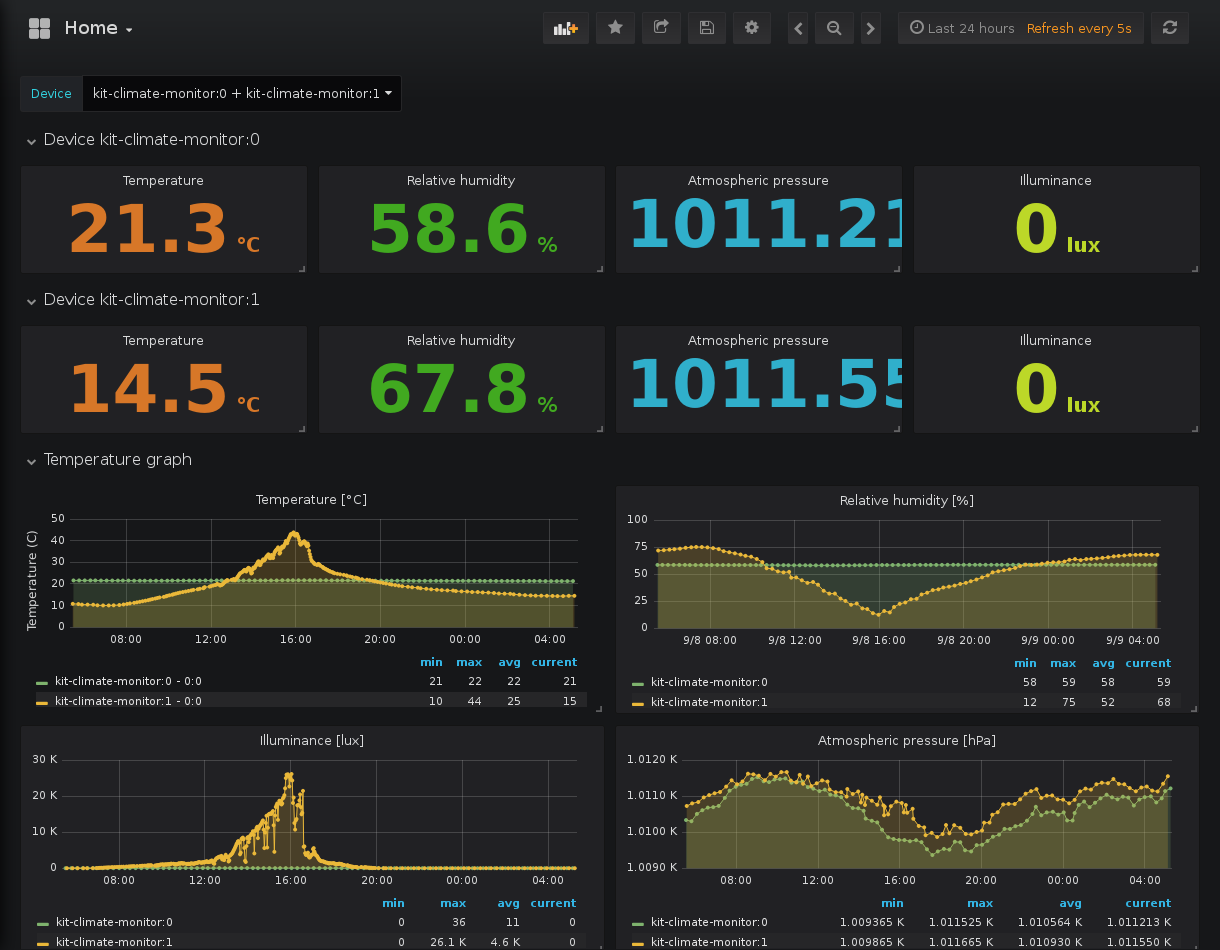 Home
Last 24 hours Refresh every 5s
Device kit-climate-monitor:0 + kit-climate-monitor:1
Device kit-climate-monitor:0
Temperature Relative humidity Atmospheric pressure Illuminance
21.3 °C 58.6 % 1011.21 0 lux
Device kit-climate-monitor:1
Temperature Relative humidity Atmospheric pressure Illuminance
14.5 °C 67.8 % 1011.55 0 lux
Temperature graph
Temperature [°C]
Temperature (C)
50
40
30
20
10
0
08:00 12:00 16:00 20:00 00:00 04:00
min max avg current
kit-climate-monitor:0 - 0:0 21 22 22 21
kit-climate-monitor:1 - 0:0 10 44 25 15
Relative humidity [%]
100
75
50
25
0
9/8 08:00 9/8 12:00 9/8 16:00 9/8 20:00 9/9 00:00 9/9 04:00
min max avg current
kit-climate-monitor:0 58 59 58 59
kit-climate-monitor:1 12 75 52 68
Illuminance [lux]
30 K
20 K
10 K
0
08:00 12:00 16:00 20:00 00:00 04:00
min max avg current
kit-climate-monitor:0 0 36 11 0
kit-climate-monitor:1 0 26.1 K 4.6 K 0
Atmospheric pressure [hPa]
1.0120 K
1.0110 K
1.0100 K
1.0090 K
08:00 12:00 16:00 20:00 00:00 04:00
min max avg current
kit-climate-monitor:0 1.009365 K 1.011525 K 1.010564 K 1.011213 K
kit-climate-monitor:1 1.009865 K 1.011665 K 1.010930 K 1.011550 K